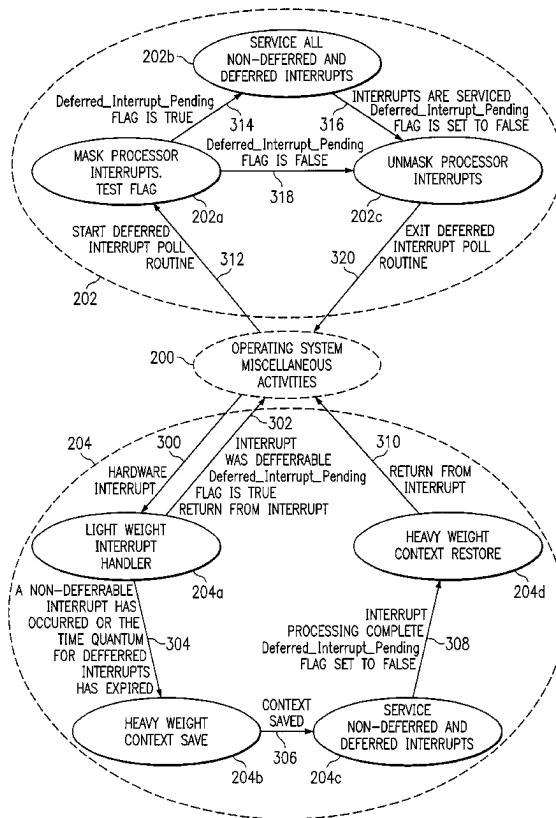 202b
SERVICE ALL
NON-DEFERRED AND
DEFERRED INTERRUPTS
Deferred_Interrupt_Pending
FLAG IS TRUE
314
316
INTERRUPTS ARE SERVICED
Deferred_Interrupt_Pending
FLAG IS SET TO FALSE
Deferred_Interrupt_Pending
FLAG IS FALSE
318
MASK PROCESSOR
INTERRUPTS.
TEST FLAG
202a
UNMASK PROCESSOR
INTERRUPTS
202c
START DEFERRED
INTERRUPT POLL
ROUTINE
312
320
EXIT DEFERRED
INTERRUPT POLL
ROUTINE
202
200
OPERATING SYSTEM
MISCELLANEOUS
ACTIVITIES
204
300
HARDWARE
INTERRUPT
302
INTERRUPT
WAS DEFFERRABLE
Deferred_Interrupt_Pending
FLAG IS TRUE
RETURN FROM INTERRUPT
310
RETURN FROM
INTERRUPT
LIGHT WEIGHT
INTERRUPT
HANDLER
204a
HEAVY WEIGHT
CONTEXT RESTORE
204d
A NON-DEFERRABLE
INTERRUPT HAS
OCCURRED OR THE
TIME QUANTUM
FOR DEFFERRED
INTERRUPTS
HAS EXPIRED
304
INTERRUPT
PROCESSING COMPLETE
Deferred_Interrupt_Pending
FLAG SET TO FALSE
308
HEAVY WEIGHT
CONTEXT SAVE
204b
CONTEXT
SAVED
306
SERVICE
NON-DEFERRED AND
DEFERRED INTERRUPTS
204c